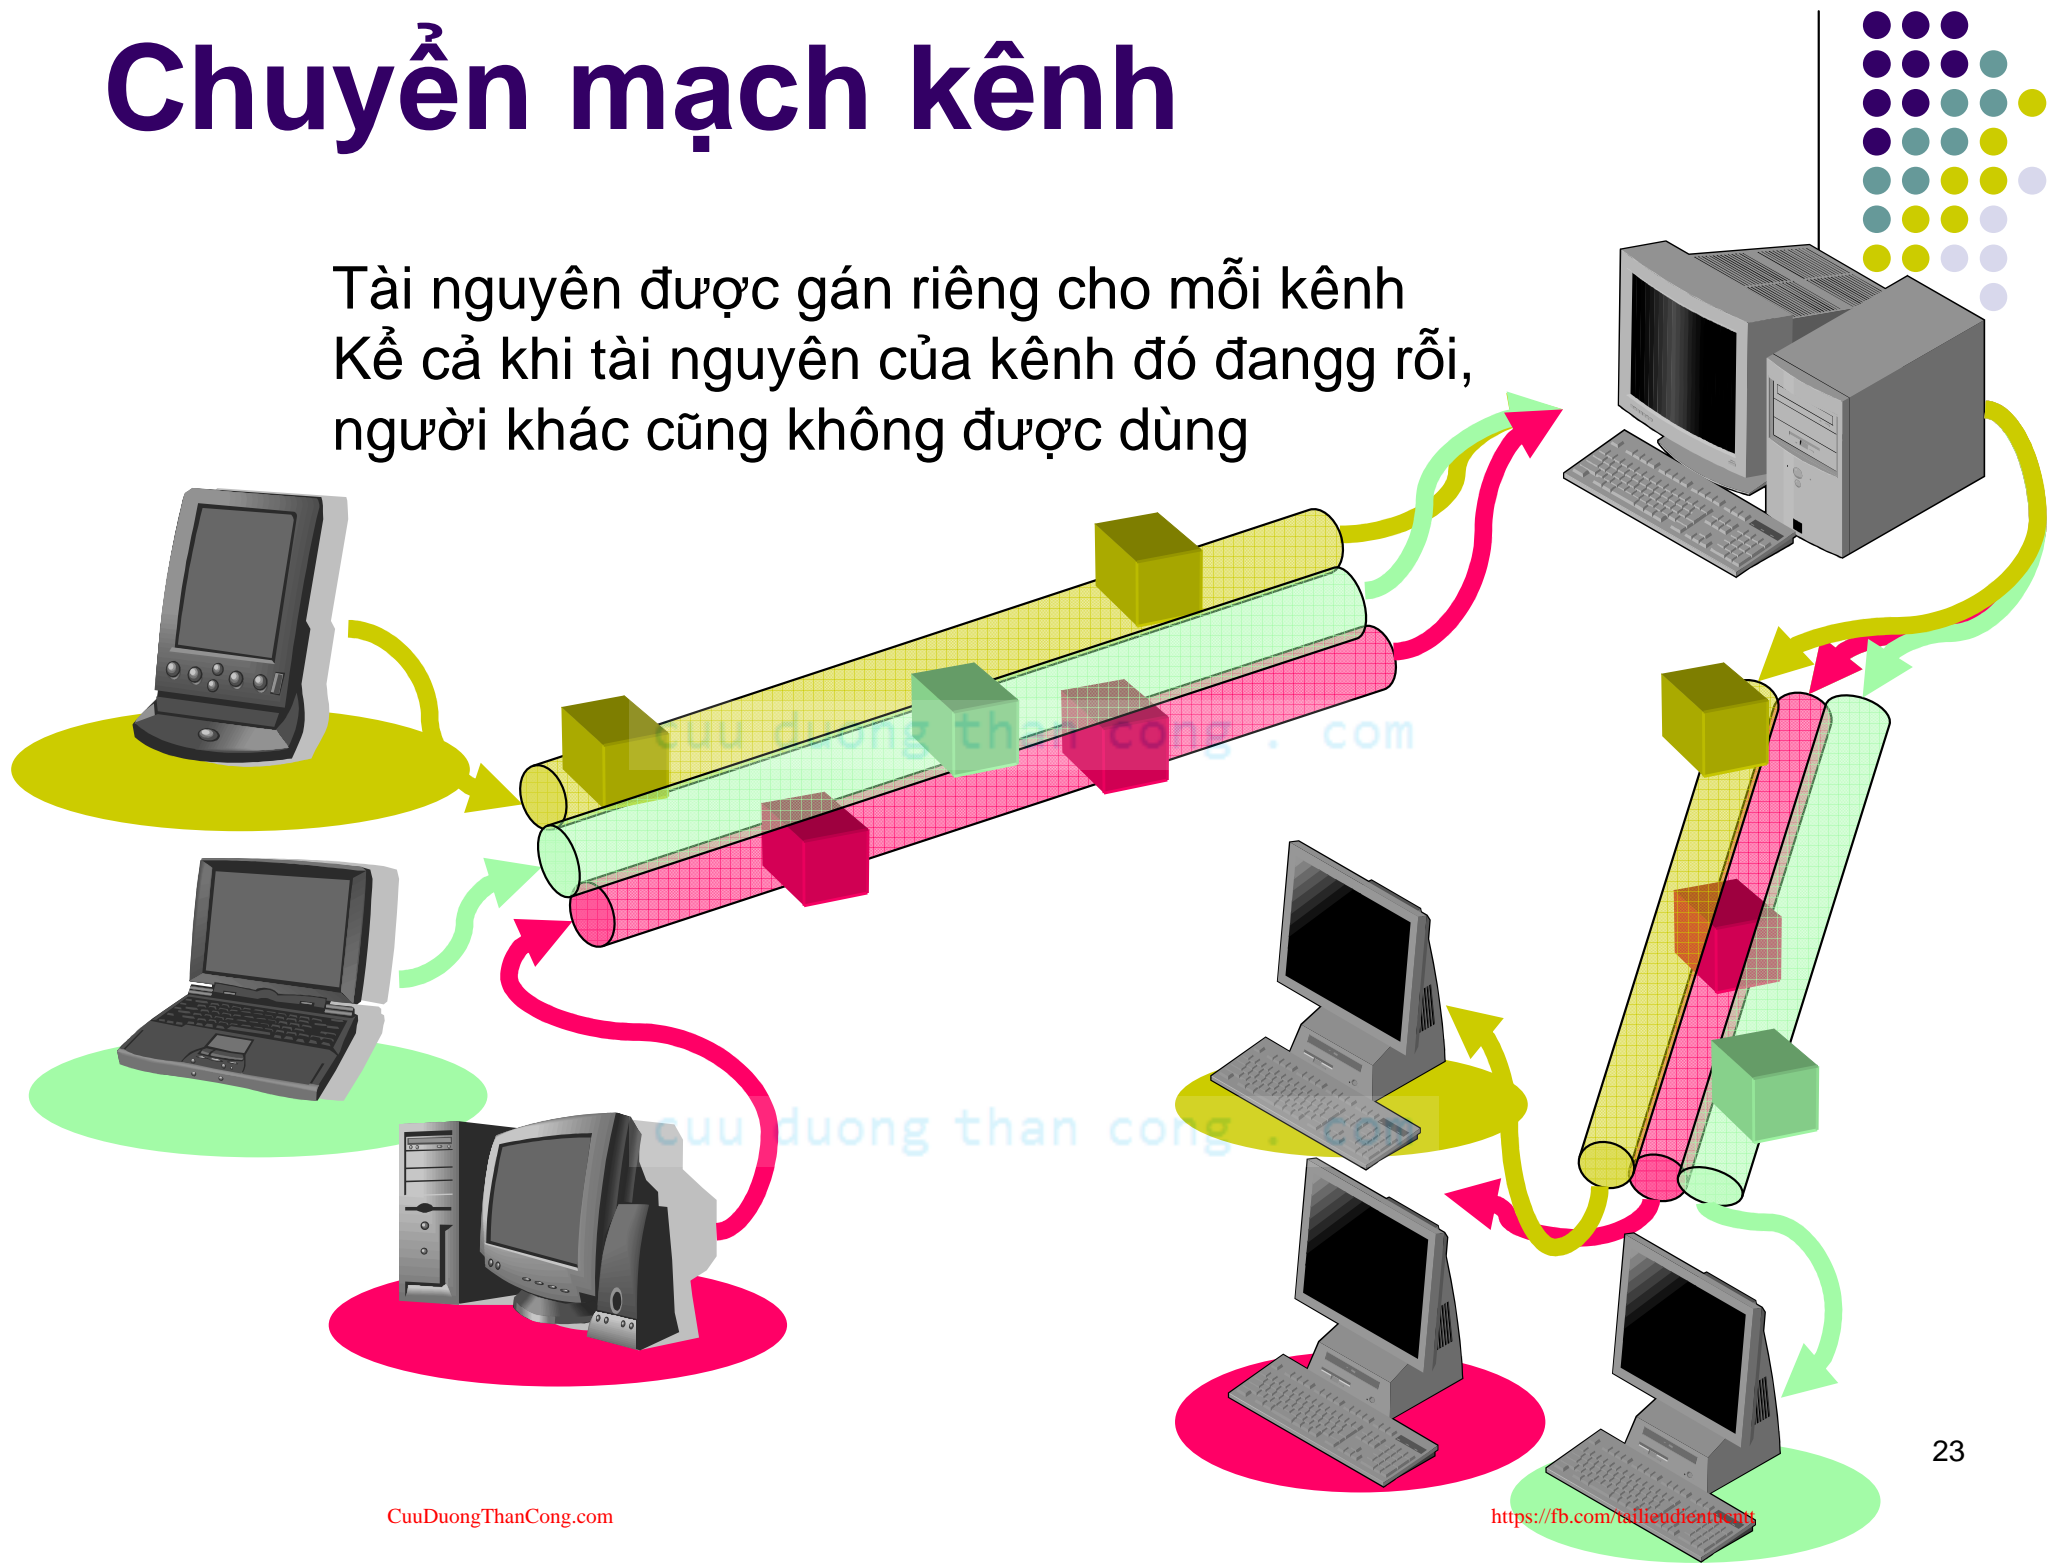 Chuyển mạch kênh
Tài nguyên được gán riêng cho mỗi kênh
Kể cả khi tài nguyên của kênh đó đangg rỗi,
người khác cũng không được dùng
cuu duong than cong . com
cuu duong than cong . com
23
CuuDuongThanCong.com
https://fb.com/tailieudientucntt